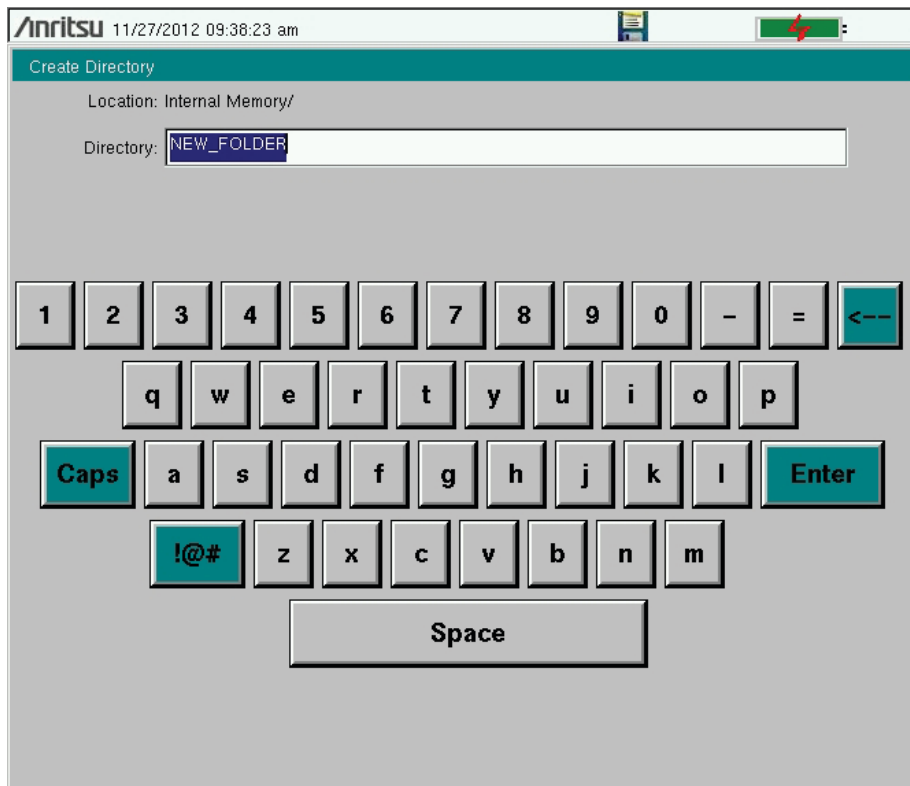 Anritsu 11/27/2012 09:38:23 am
Create Directory
Location: Internal Memory/
Directory: NEW_FOLDER
1 2 3 4 5 6 7 8 9 0 - = <--
q w e r t y u i o p
Caps a s d f g h j k l Enter
!@# z x c v b n m
Space